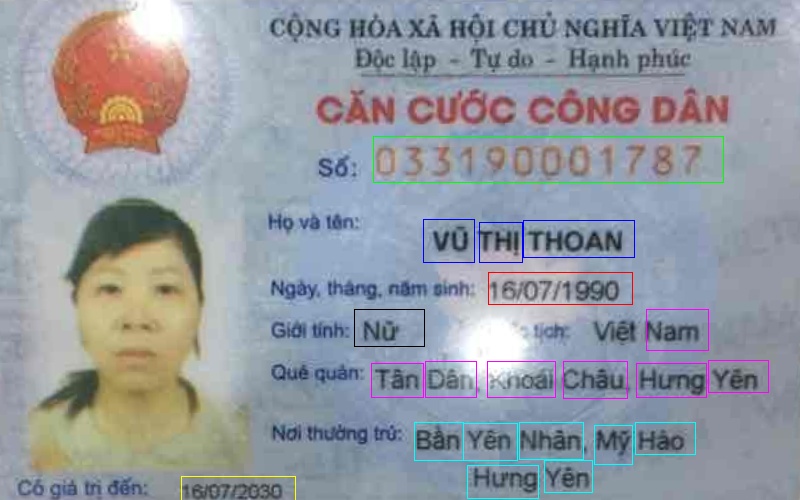 CỘNG HÒA XÃ HỘI CHỦ NGHĨA VIỆT NAM
Độc lập - Tự do - Hạnh phúc
CĂN CƯỚC CÔNG DÂN
Số: 033190001787
Họ và tên:
VŨ THỊ THOAN
Ngày, tháng, năm sinh: 16/07/1990
Giới tính: Nữ tịch: Việt Nam
Quê quán: Tân Dân, Khoái Châu, Hưng Yên
Nơi thường trú: Bần Yên Nhân, Mỹ Hào
Hưng Yên
Có giá trị đến: 16/07/2030